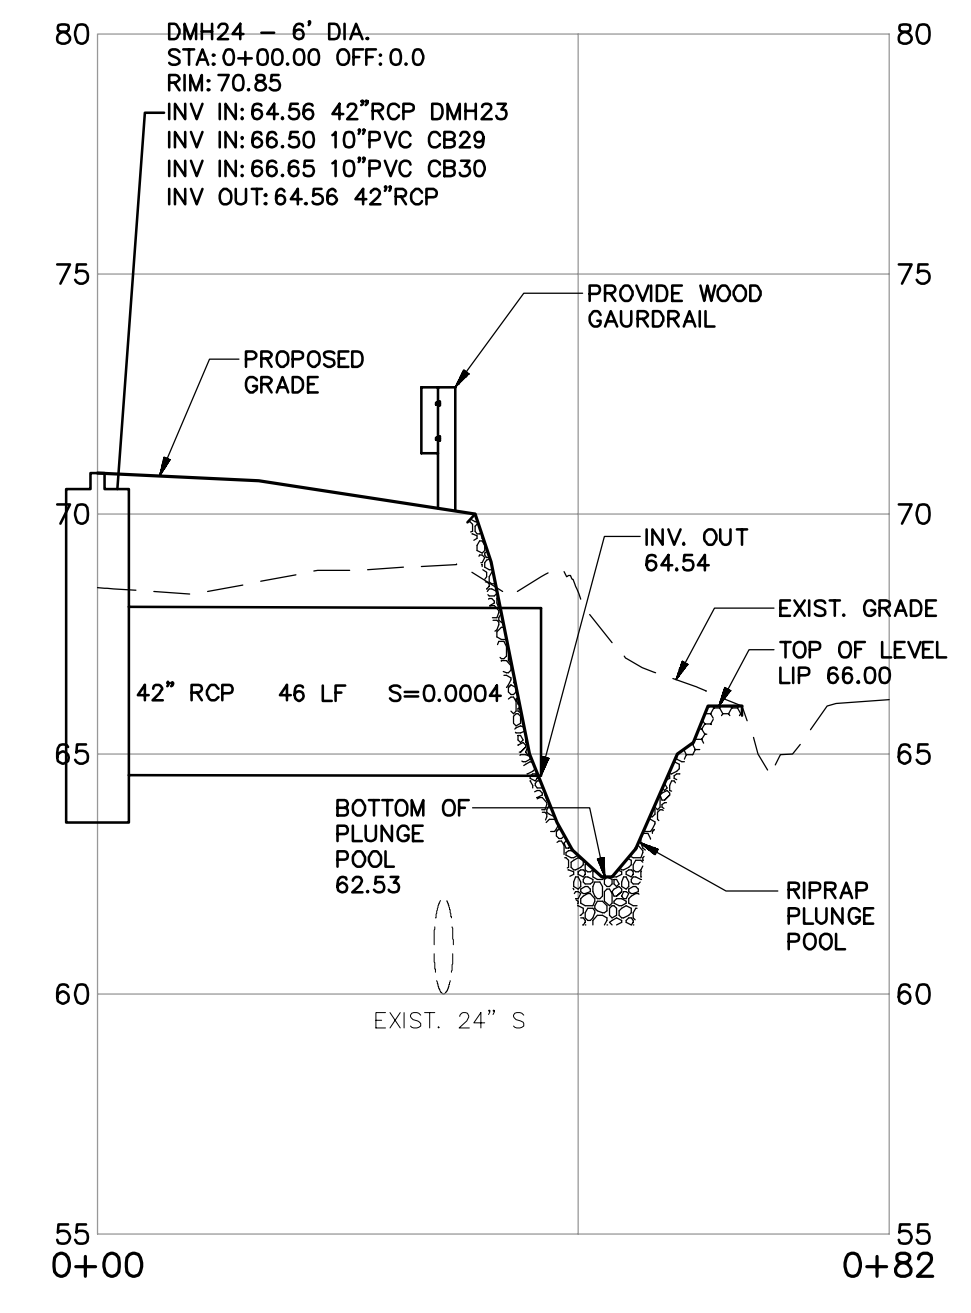 80
80
DMH24 - 6' DIA.
STA: 0+00.00 OFF: 0.0
RIM: 70.85
INV IN: 64.56 42"RCP DMH23
INV IN: 66.50 10"PVC CB29
INV IN: 66.65 10"PVC CB30
INV OUT: 64.56 42"RCP
75
75
PROVIDE WOOD
GAURDRAIL
PROPOSED
GRADE
70
70
INV. OUT
64.54
EXIST. GRADE
TOP OF LEVEL
LIP 66.00
42" RCP 46 LF S=0.0004
65
65
BOTTOM OF
PLUNGE
POOL
62.53
RIPRAP
PLUNGE
POOL
60
60
EXIST. 24" S
55
55
0+00
0+82